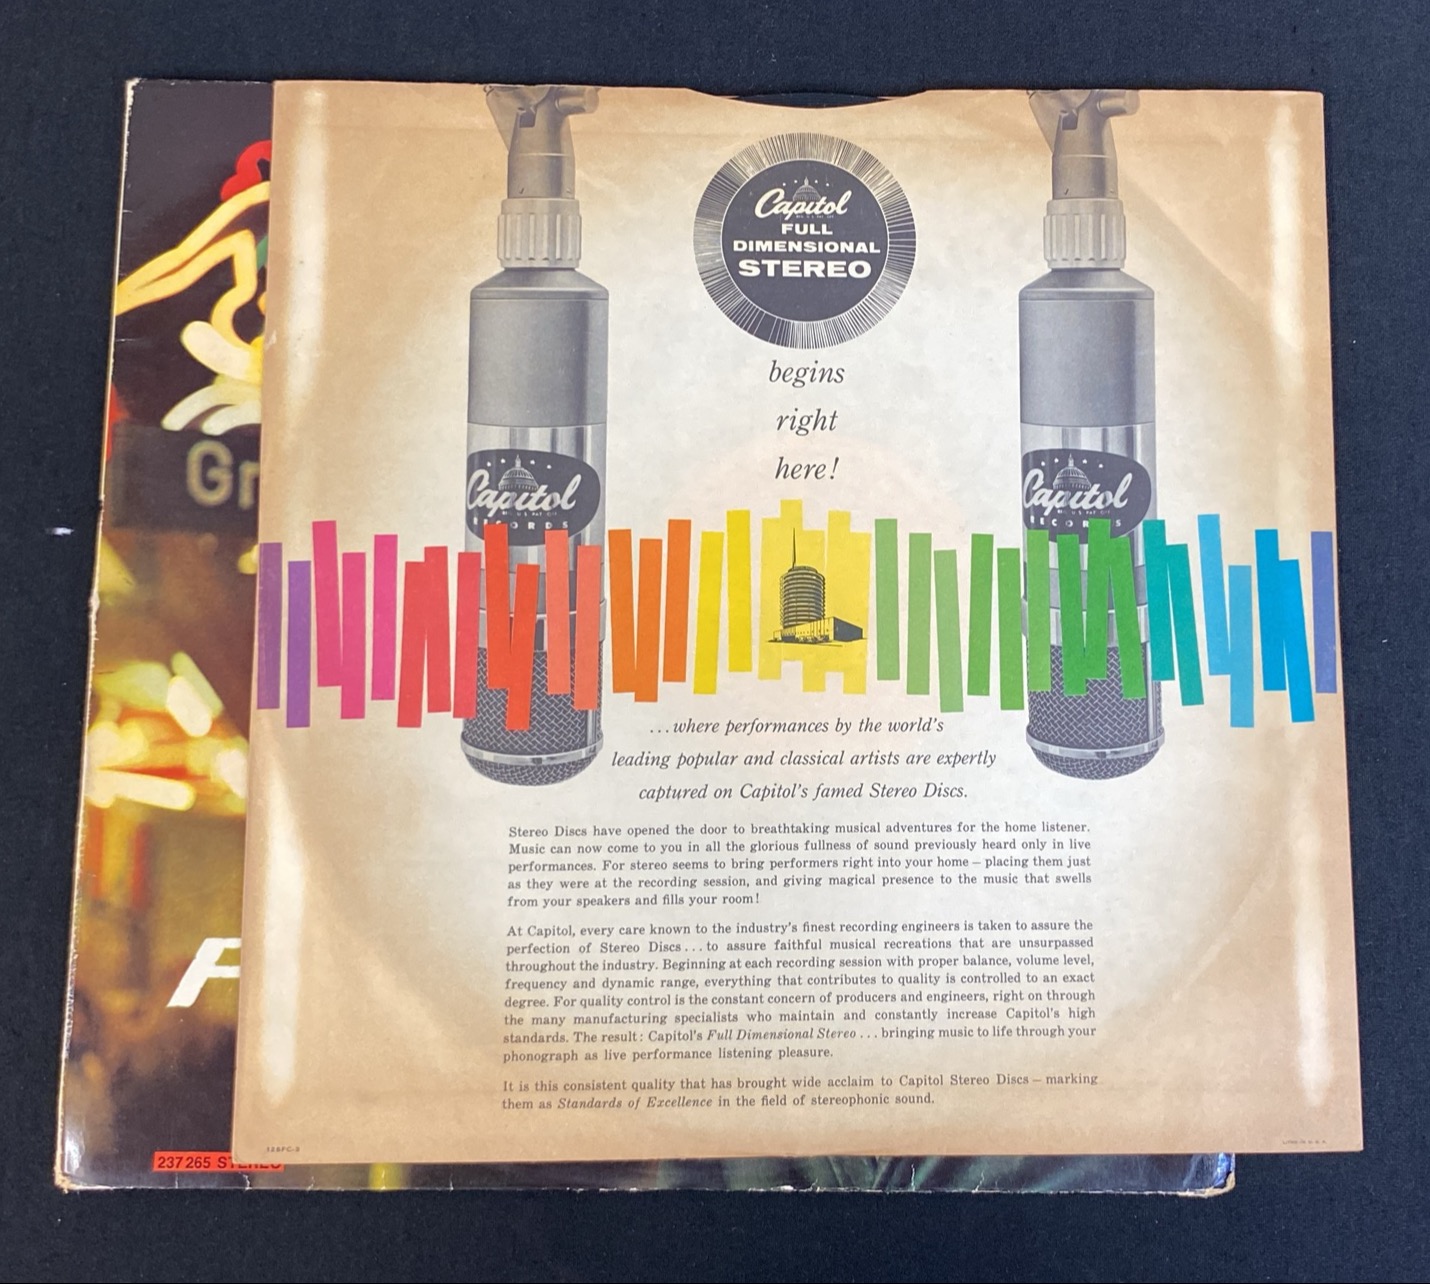 Capitol
FULL
DIMENSIONAL
STEREO
begins
right
here!
Gr
Capitol
RECORDS
Capitol
RECORDS
...where performances by the world's
leading popular and classical artists are expertly
captured on Capitol's famed Stereo Discs.
Stereo Discs have opened the door to breathtaking musical adventures for the home listener.
Music can now come to you in all the glorious fullness of sound previously heard only in live
performances. For stereo seems to bring performers right into your home — placing them just
as they were at the recording session, and giving magical presence to the music that swells
from your speakers and fills your room!
At Capitol, every care known to the industry's finest recording engineers is taken to assure the
perfection of Stereo Discs...to assure faithful musical recreations that are unsurpassed
throughout the industry. Beginning at each recording session with proper balance, volume level,
frequency and dynamic range, everything that contributes to quality is controlled to an exact
degree. For quality control is the constant concern of producers and engineers, right on through
the many manufacturing specialists who maintain and constantly increase Capitol's high
standards. The result: Capitol's Full Dimensional Stereo...bringing music to life through your
phonograph as live performance listening pleasure.
It is this consistent quality that has brought wide acclaim to Capitol Stereo Discs — marking
them as Standards of Excellence in the field of stereophonic sound.
F
237 265 STEREO